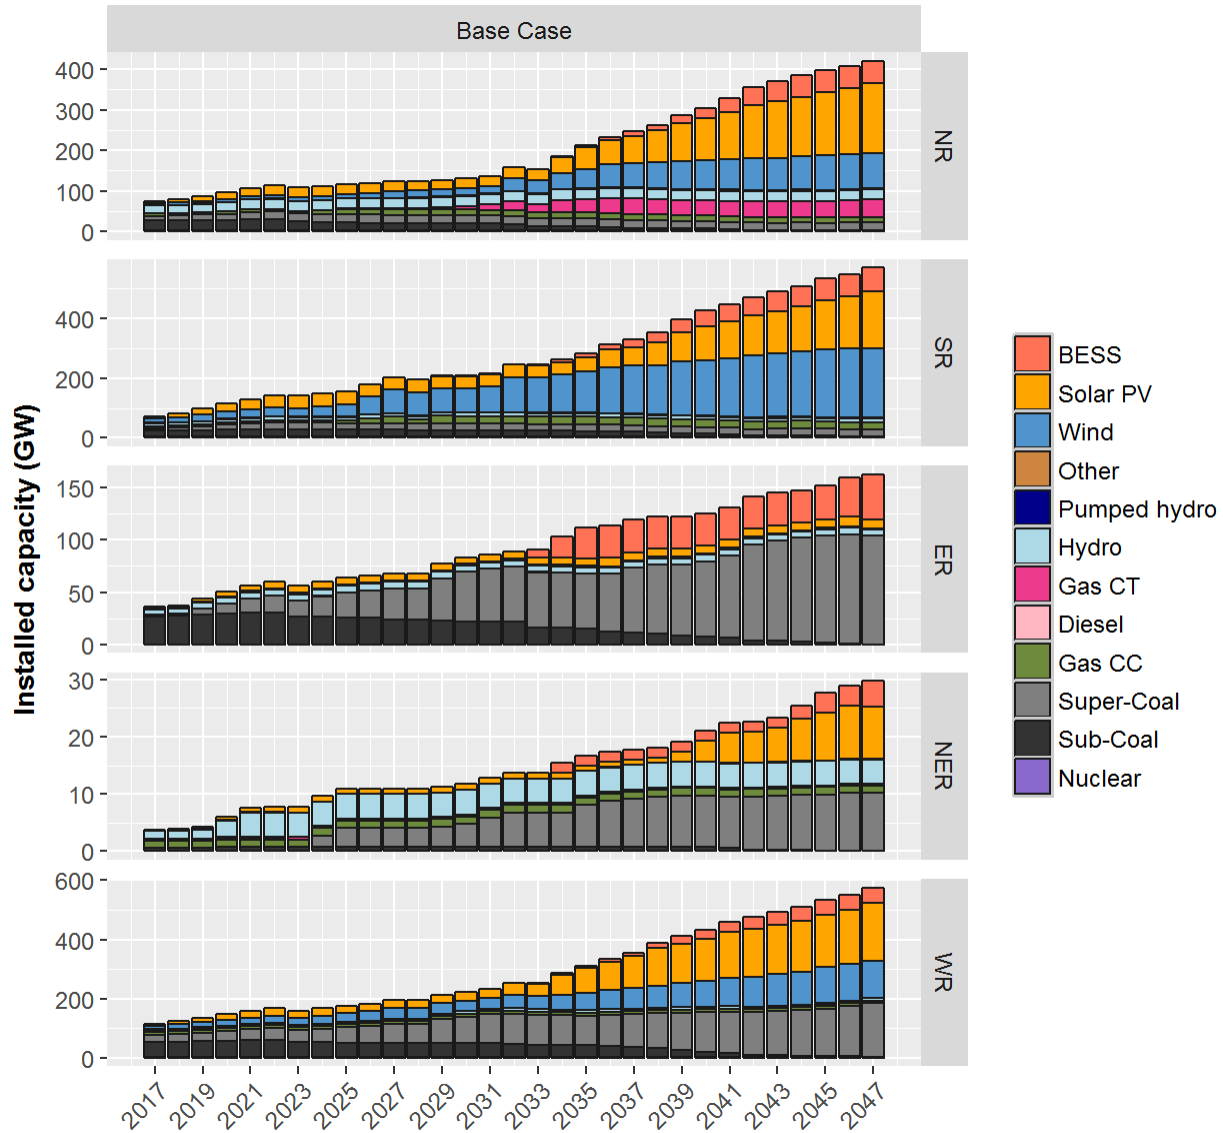 Base Case
Installed capacity (GW)
400
300
200
100
0
NR
400
200
0
SR
150
100
50
0
ER
30
20
10
0
NER
600
400
200
0
WR
2017
2019
2021
2023
2025
2027
2029
2031
2033
2035
2037
2039
2041
2043
2045
2047
BESS
Solar PV
Wind
Other
Pumped hydro
Hydro
Gas CT
Diesel
Gas CC
Super-Coal
Sub-Coal
Nuclear